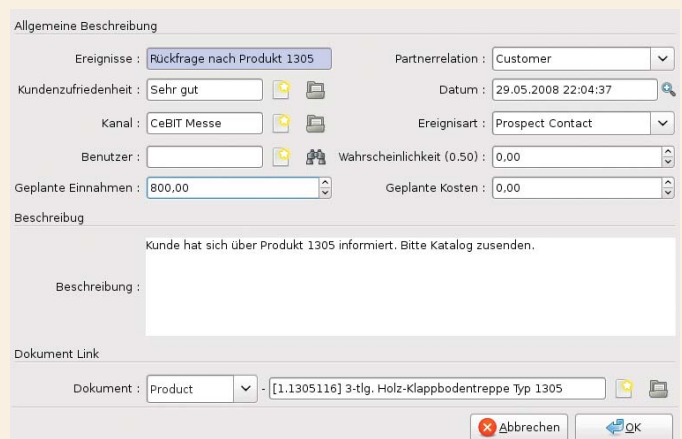 Allgemeine Beschreibung
Ereignisse : Rückfrage nach Produkt 1305 Partnerrelation : Customer
Kundenzufriedenheit : Sehr gut Datum : 29.05.2008 22:04:37
Kanal : CeBIT Messe Ereignisart : Prospect Contact
Benutzer : Wahrscheinlichkeit (0.50) : 0,00
Geplante Einnahmen : 800,00 Geplante Kosten : 0,00
Beschreibug
Kunde hat sich über Produkt 1305 informiert. Bitte Katalog zusenden.
Beschreibung :
Dokument Link
Dokument : Product - [1.1305116] 3-tlg. Holz-Klappbodentreppe Typ 1305
Abbrechen OK